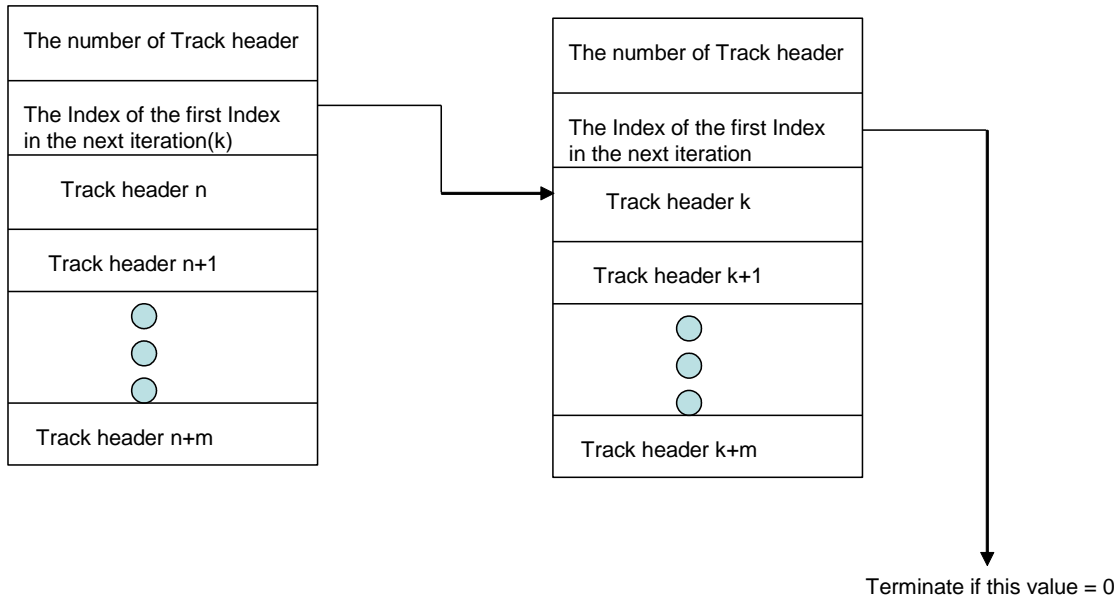 The number of Track header
The Index of the first Index
in the next iteration(k)
Track header n
Track header n+1
Track header n+m
The number of Track header
The Index of the first Index
in the next iteration
Track header k
Track header k+1
Track header k+m
Terminate if this value = 0